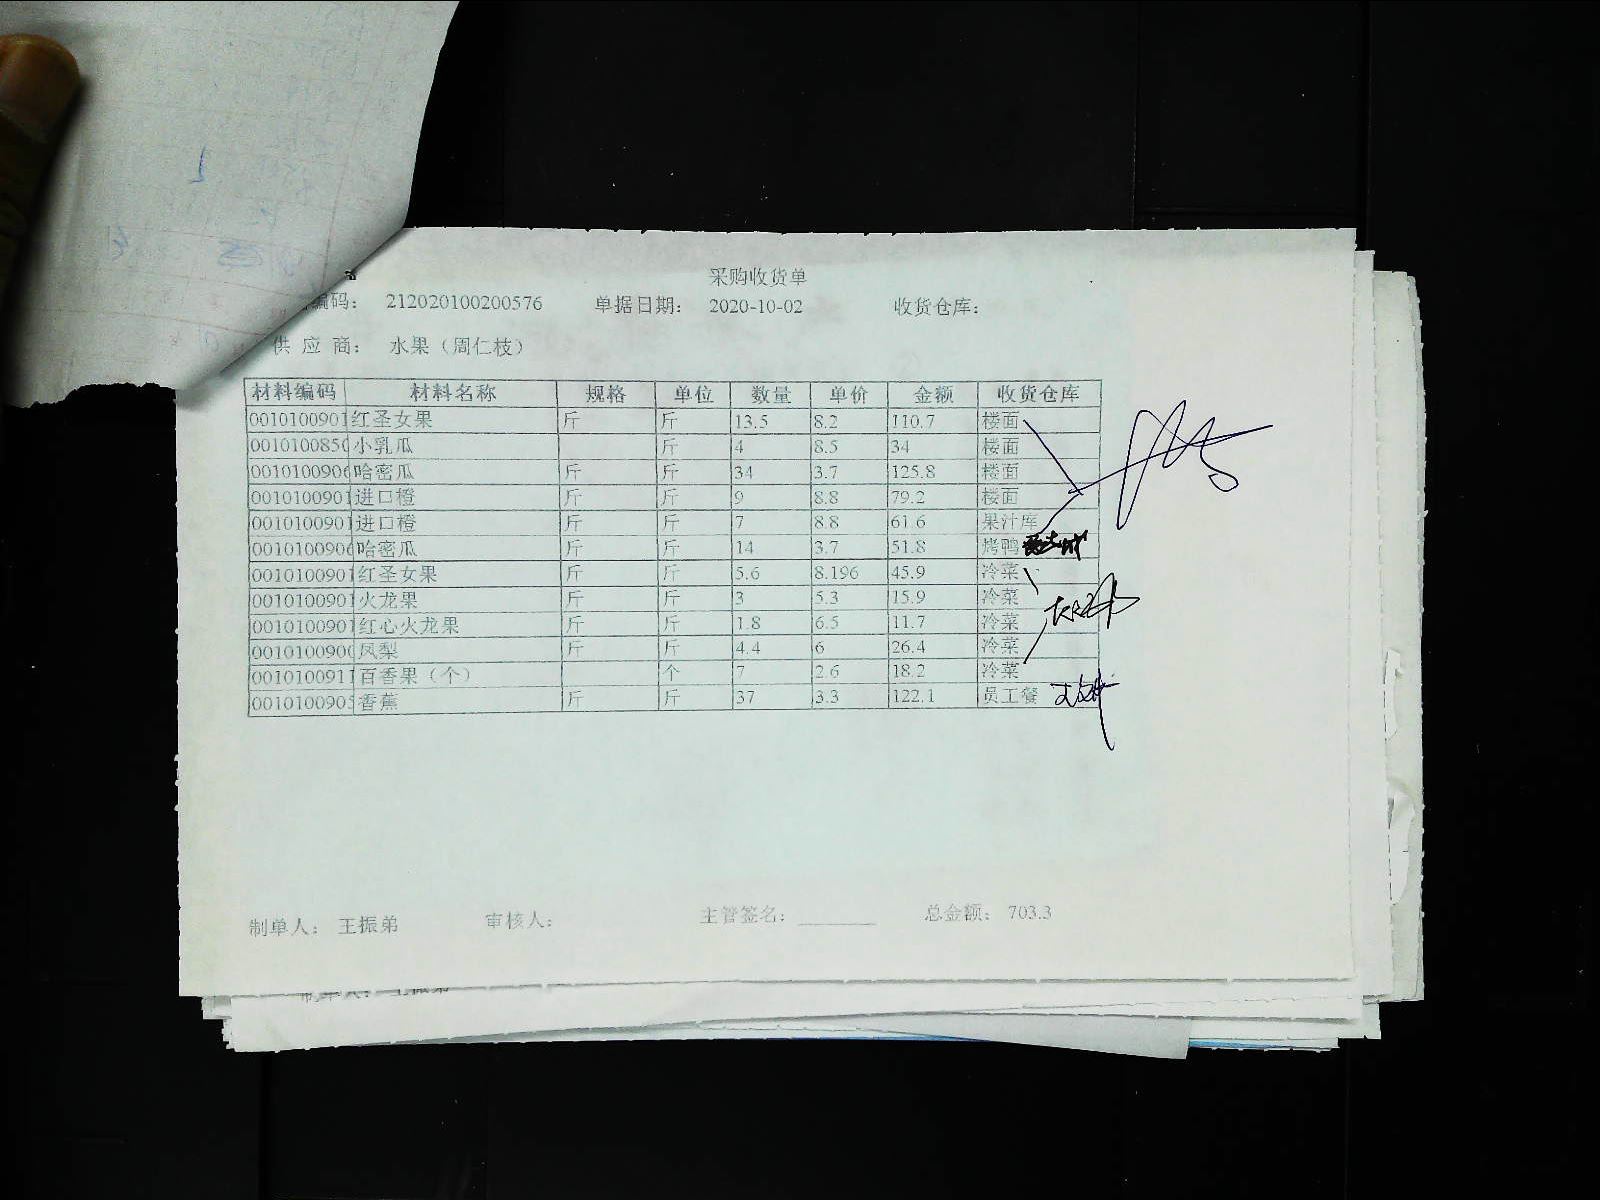 采购收货单
编码: 212020100200576 单据日期: 2020-10-02 收货仓库:
供 应 商: 水果（周仁枝）
材料编码 材料名称 规格 单位 数量 单价 金额 收货仓库
0010100901 红圣女果 斤 斤 13.5 8.2 110.7 楼面
001010085 小乳瓜 斤 4 8.5 34 楼面
001010090 哈密瓜 斤 斤 34 3.7 125.8 楼面
0010100901 进口橙 斤 斤 9 8.8 79.2 楼面
0010100901 进口橙 斤 斤 7 8.8 61.6 果汁库
001010090 哈密瓜 斤 斤 14 3.7 51.8 烤鸭
0010100901 红圣女果 斤 斤 5.6 8.196 45.9 冷菜
0010100901 火龙果 斤 斤 3 5.3 15.9 冷菜
0010100901 红心火龙果 斤 斤 1.8 6.5 11.7 冷菜
001010090 凤梨 斤 斤 4.4 6 26.4 冷菜
0010100911 百香果（个） 个 7 2.6 18.2 冷菜
0010100905 香蕉 斤 斤 37 3.3 122.1 员工餐
制单人: 王振弟 审核人: 主管签名: 总金额: 703.3